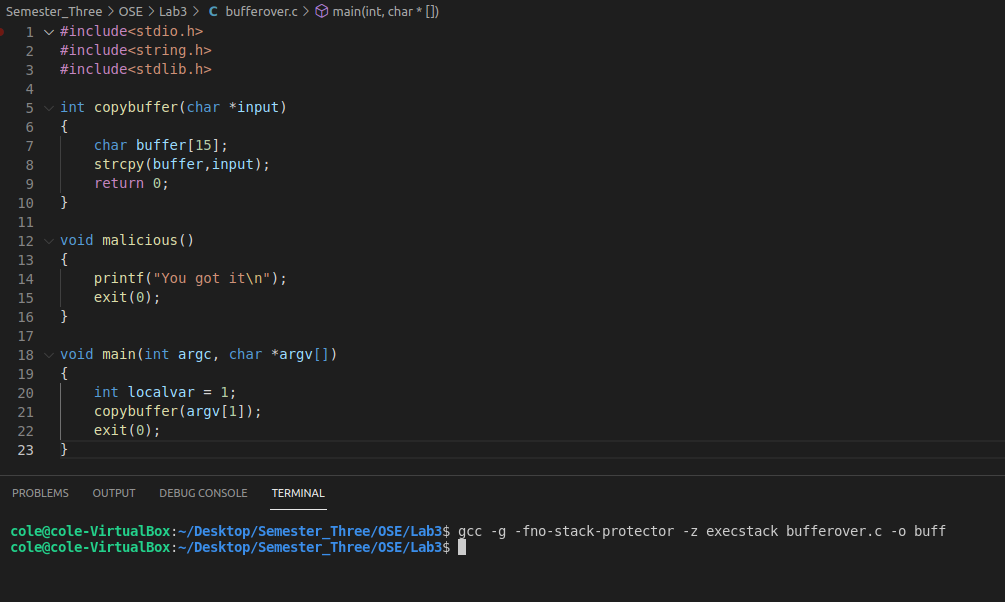 Semester_Three > OSE > Lab3 > C bufferover.c > main(int, char * [])
1 #include<stdio.h>
2 #include<string.h>
3 #include<stdlib.h>
4
5 int copybuffer(char *input)
6 {
7 char buffer[15];
8 strcpy(buffer,input);
9 return 0;
10 }
11
12 void malicious()
13 {
14 printf("You got it\n");
15 exit(0);
16 }
17
18 void main(int argc, char *argv[])
19 {
20 int localvar = 1;
21 copybuffer(argv[1]);
22 exit(0);
23 }
PROBLEMS OUTPUT DEBUG CONSOLE TERMINAL
cole@cole-VirtualBox:~/Desktop/Semester_Three/OSE/Lab3$ gcc -g -fno-stack-protector -z execstack bufferover.c -o buff
cole@cole-VirtualBox:~/Desktop/Semester_Three/OSE/Lab3$